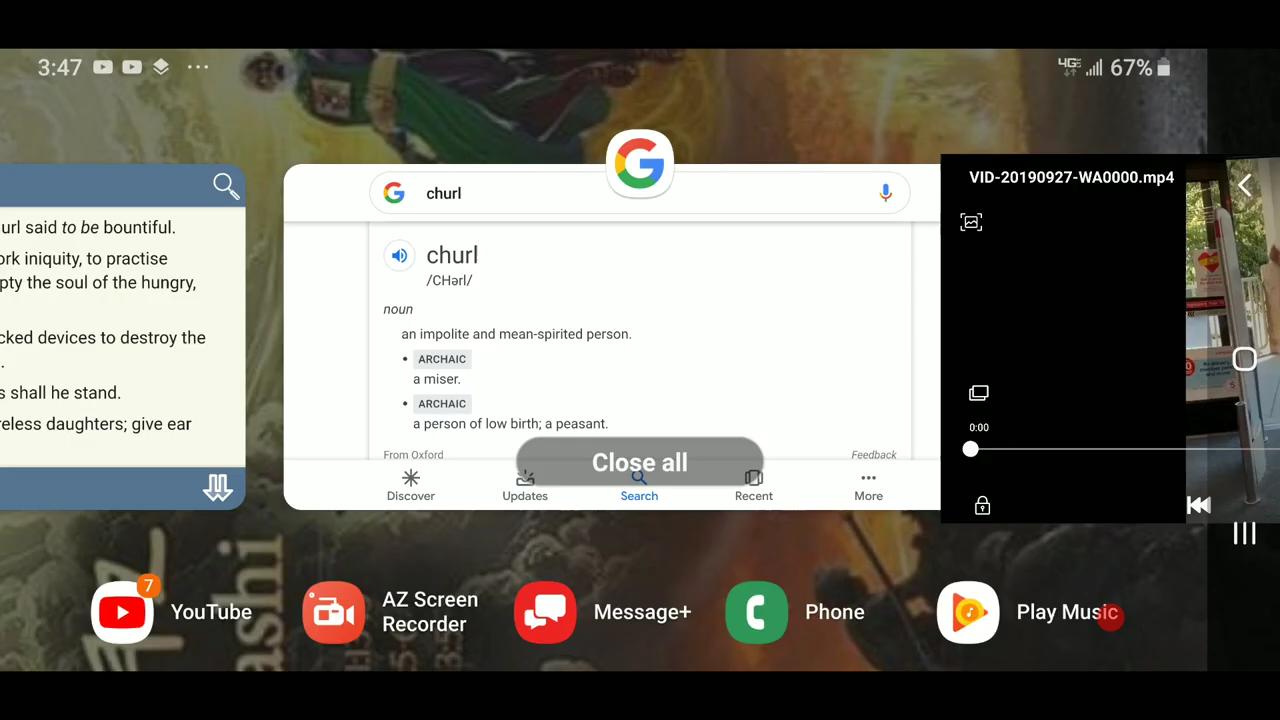 3:47
4GE
67%
url said to be bountiful.
ork iniquity, to practise
pty the soul of the hungry,
cked devices to destroy the
.
s shall he stand.
reless daughters; give ear
churl
churl
/CHərl/
noun
an impolite and mean-spirited person.
• ARCHAIC
a miser.
• ARCHAIC
a person of low birth; a peasant.
From Oxford
Feedback
Close all
Discover
Updates
Search
Recent
More
VID-20190927-WA0000.mp4
0:00
7
YouTube
AZ Screen
Recorder
Message+
Phone
Play Music
ashi